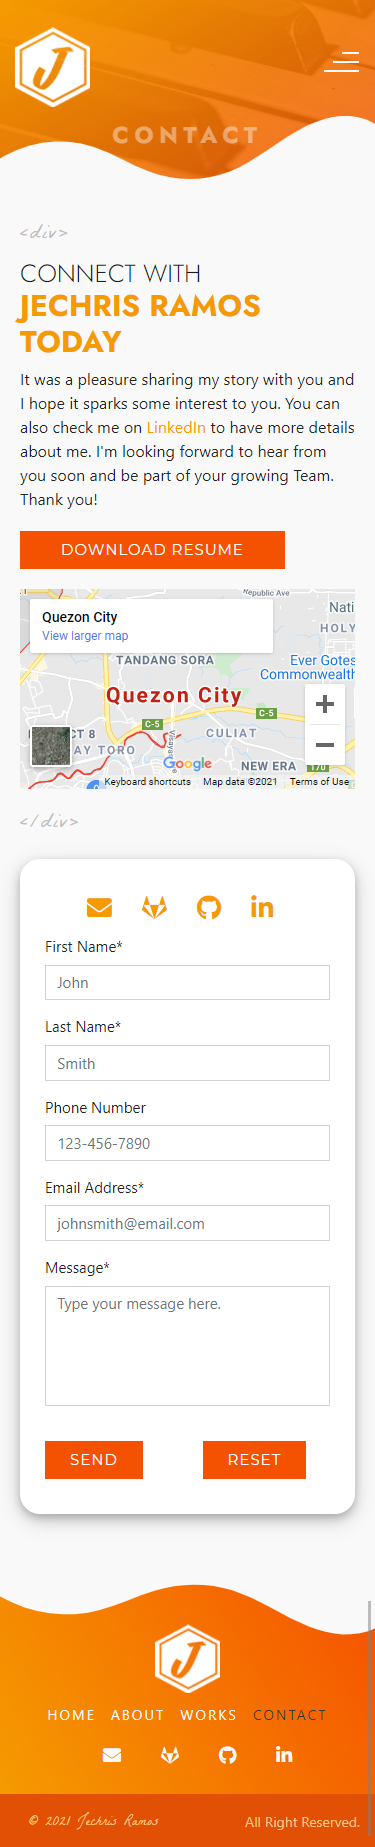 J
CONTACT
<div>
CONNECT WITH
JECHRIS RAMOS
TODAY
It was a pleasure sharing my story with you and
I hope it sparks some interest to you. You can
also check me on LinkedIn to have more details
about me. I'm looking forward to hear from
you soon and be part of your growing Team.
Thank you!
DOWNLOAD RESUME
Republic Ave
Quezon City
View larger map
Nati
HOLY
TANDANG SORA
Ever Gotes
Commonwealth
Quezon City
C-5
C-5
CT 8
CULIAT
AY TORO
Visayas
Google
NEW ERA
170
Keyboard shortcuts Map data ©2021 Terms of Use
</div>
in
First Name*
John
Last Name*
Smith
Phone Number
123-456-7890
Email Address*
johnsmith@email.com
Message*
Type your message here.
SEND RESET
J
HOME ABOUT WORKS CONTACT
in
© 2021 Jechris Ramos All Right Reserved.